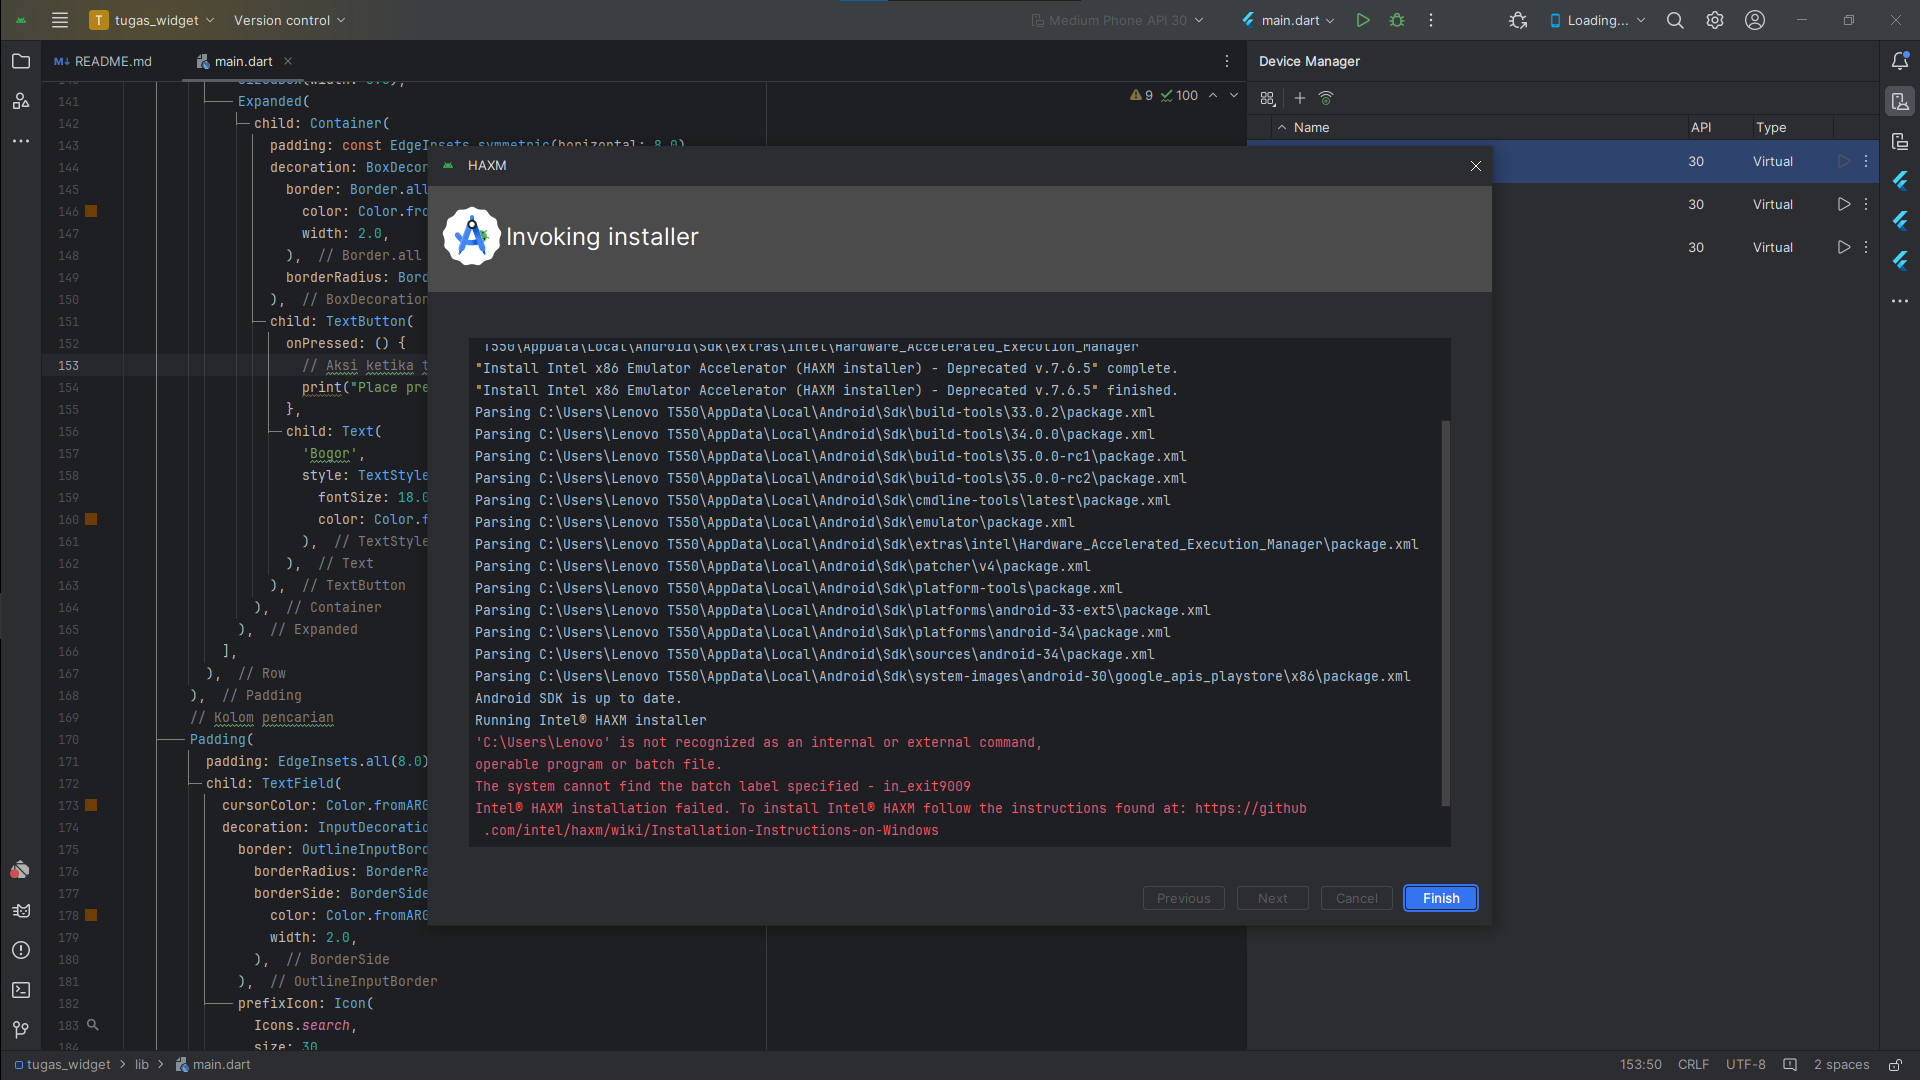 T tugas_widget Version control Medium Phone API 30 main.dart Loading...
M↓ README.md main.dart
Device Manager
9 100
Name API Type
141 Expanded(
142 child: Container(
143 padding: const EdgeInsets.symmetric(horizontal: 8.0)
144 decoration: BoxDecor
145 border: Border.all
146 color: Color.fro
147 width: 2.0,
148 ), // Border.all
149 borderRadius: Bord
150 ), // BoxDecoration
151 child: TextButton(
152 onPressed: () {
153 // Aksi ketika t
154 print("Place pre
155 },
156 child: Text(
157 'Bogor',
158 style: TextStyle
159 fontSize: 18.0
160 color: Color.f
161 ), // TextStyle
162 ), // Text
163 ), // TextButton
164 ), // Container
165 ), // Expanded
166 ],
167 ), // Row
168 ), // Padding
169 // Kolom pencarian
170 Padding(
171 padding: EdgeInsets.all(8.0)
172 child: TextField(
173 cursorColor: Color.fromARG
174 decoration: InputDecoratio
175 border: OutlineInputBord
176 borderRadius: BorderRa
177 borderSide: BorderSide
178 color: Color.fromARG
179 width: 2.0,
180 ), // BorderSide
181 ), // OutlineInputBorder
182 prefixIcon: Icon(
183 Icons.search,
184 size: 30
HAXM
Invoking installer
T550\AppData\Local\Android\Sdk\extras\intel\Hardware_Accelerated_Execution_Manager
"Install Intel x86 Emulator Accelerator (HAXM installer) - Deprecated v.7.6.5" complete.
"Install Intel x86 Emulator Accelerator (HAXM installer) - Deprecated v.7.6.5" finished.
Parsing C:\Users\Lenovo T550\AppData\Local\Android\Sdk\build-tools\33.0.2\package.xml
Parsing C:\Users\Lenovo T550\AppData\Local\Android\Sdk\build-tools\34.0.0\package.xml
Parsing C:\Users\Lenovo T550\AppData\Local\Android\Sdk\build-tools\35.0.0-rc1\package.xml
Parsing C:\Users\Lenovo T550\AppData\Local\Android\Sdk\build-tools\35.0.0-rc2\package.xml
Parsing C:\Users\Lenovo T550\AppData\Local\Android\Sdk\cmdline-tools\latest\package.xml
Parsing C:\Users\Lenovo T550\AppData\Local\Android\Sdk\emulator\package.xml
Parsing C:\Users\Lenovo T550\AppData\Local\Android\Sdk\extras\intel\Hardware_Accelerated_Execution_Manager\package.xml
Parsing C:\Users\Lenovo T550\AppData\Local\Android\Sdk\patcher\v4\package.xml
Parsing C:\Users\Lenovo T550\AppData\Local\Android\Sdk\platform-tools\package.xml
Parsing C:\Users\Lenovo T550\AppData\Local\Android\Sdk\platforms\android-33-ext5\package.xml
Parsing C:\Users\Lenovo T550\AppData\Local\Android\Sdk\platforms\android-34\package.xml
Parsing C:\Users\Lenovo T550\AppData\Local\Android\Sdk\sources\android-34\package.xml
Parsing C:\Users\Lenovo T550\AppData\Local\Android\Sdk\system-images\android-30\google_apis_playstore\x86\package.xml
Android SDK is up to date.
Running Intel® HAXM installer
'C:\Users\Lenovo' is not recognized as an internal or external command,
operable program or batch file.
The system cannot find the batch label specified - in_exit9009
Intel® HAXM installation failed. To install Intel® HAXM follow the instructions found at: https://github
.com/intel/haxm/wiki/Installation-Instructions-on-Windows
Previous Next Cancel Finish
30 Virtual
30 Virtual
30 Virtual
tugas_widget > lib > main.dart
153:50 CRLF UTF-8 2 spaces